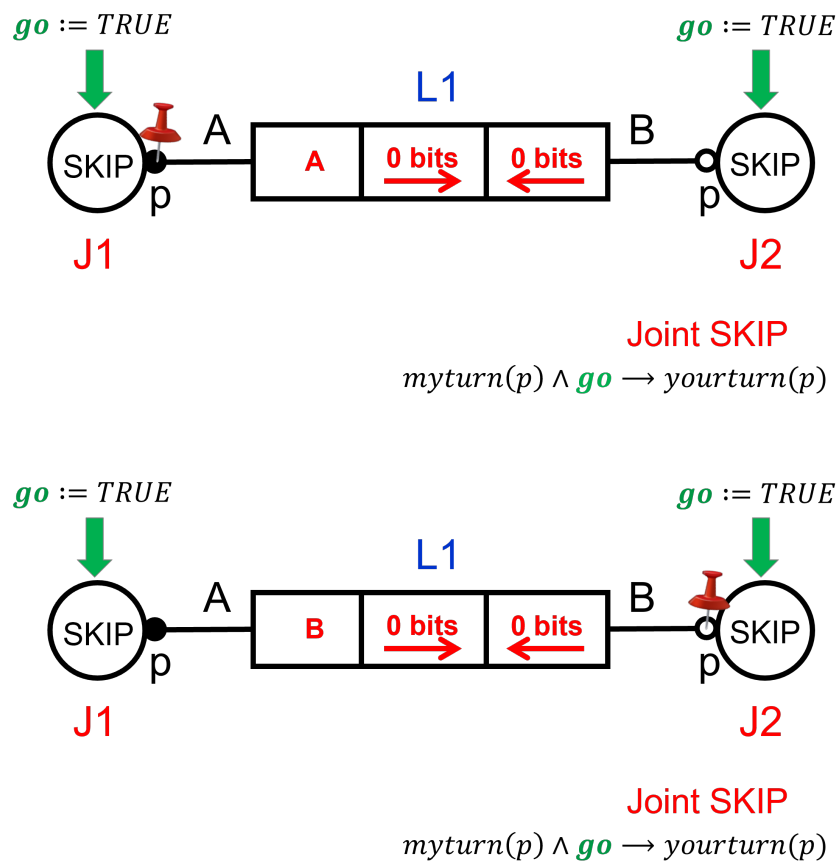 go := TRUE go := TRUE
L1
A B
SKIP A 0 bits 0 bits SKIP
p p
J1 J2
Joint SKIP
myturn(p) ∧ go ⟶ yourturn(p)
go := TRUE go := TRUE
L1
A B
SKIP B 0 bits 0 bits SKIP
p p
J1 J2
Joint SKIP
myturn(p) ∧ go ⟶ yourturn(p)